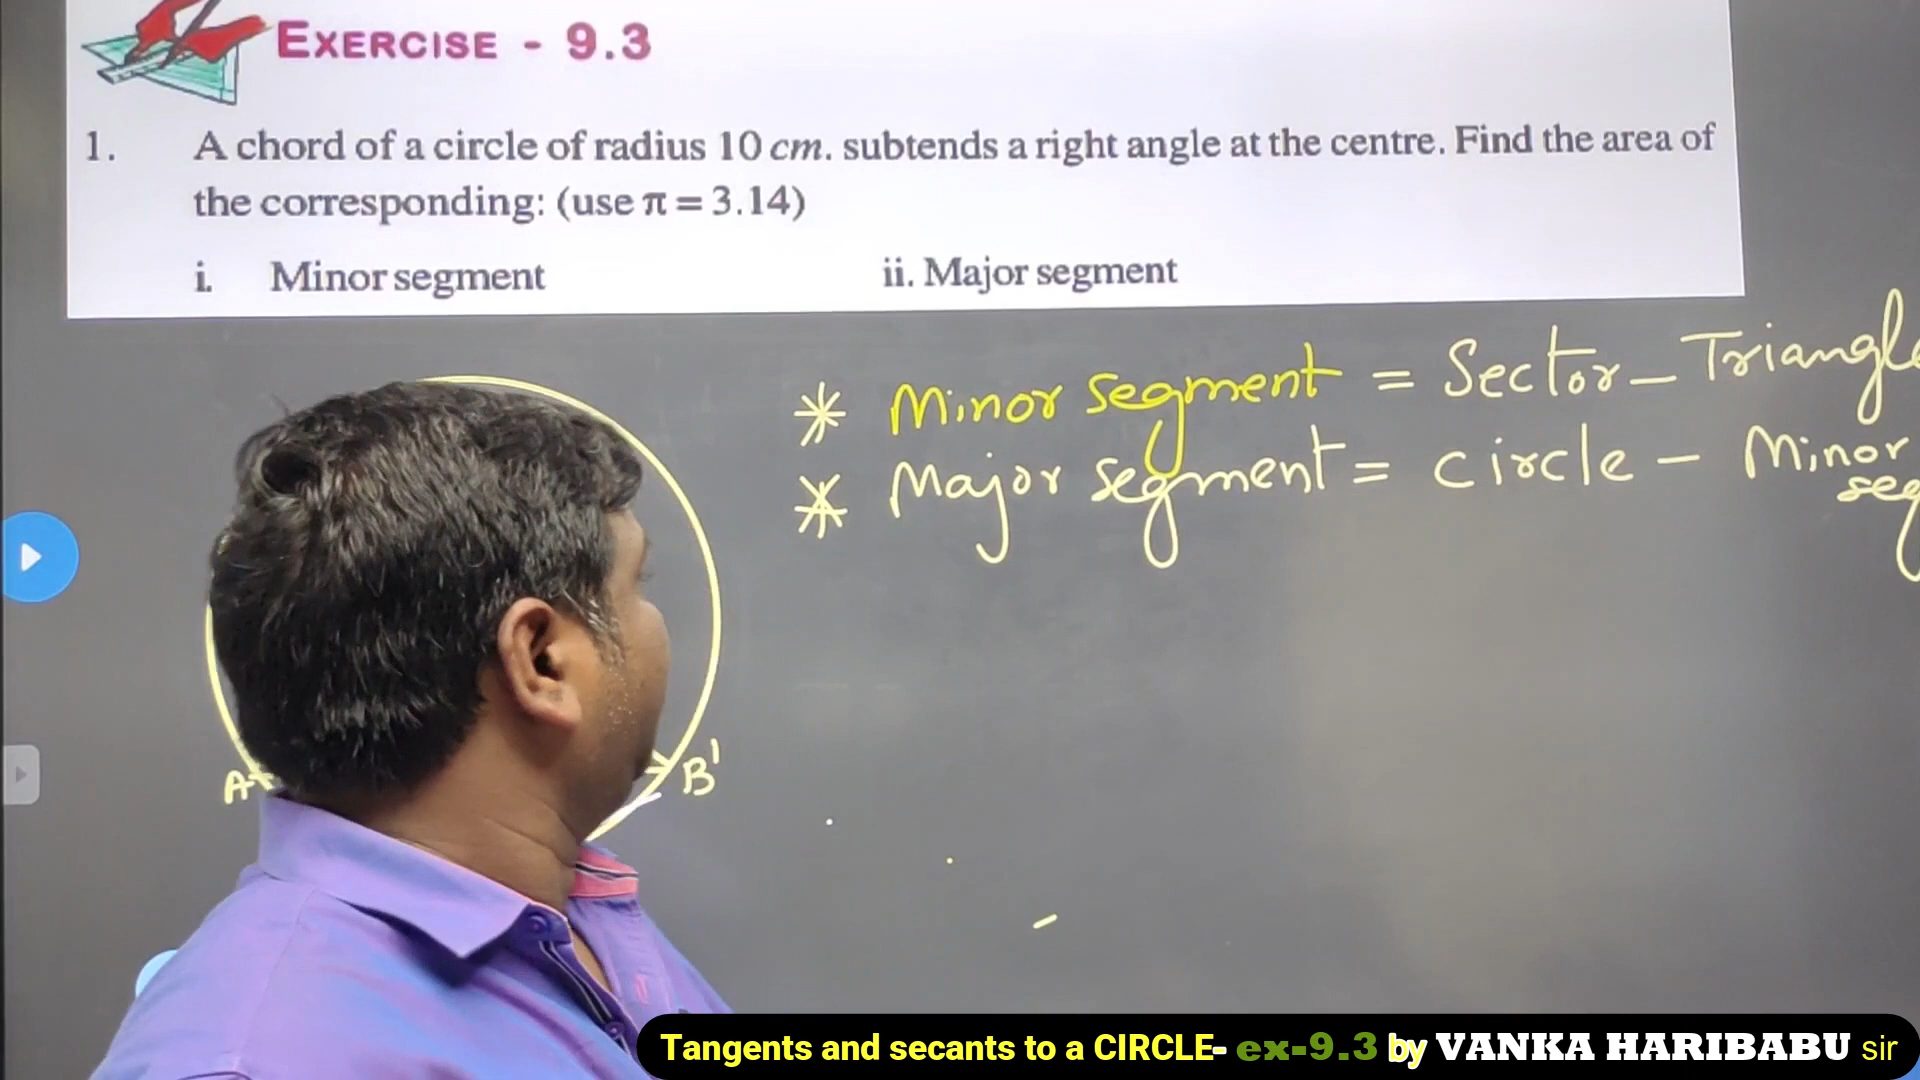 EXERCISE - 9.3
1. A chord of a circle of radius 10 cm. subtends a right angle at the centre. Find the area of
the corresponding: (use π = 3.14)
i. Minor segment ii. Major segment
* Minor segment = Sector - Triangle
* Major segment = circle - Minor
seg
A
B'
Tangents and secants to a CIRCLE- ex-9.3 by VANKA HARIBABU sir